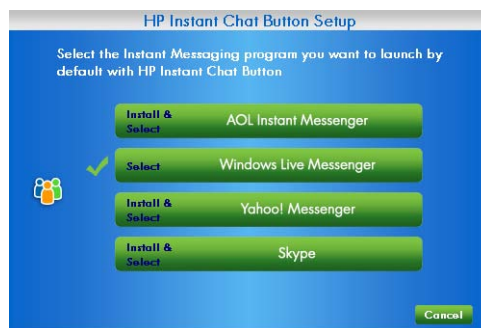 HP Instant Chat Button Setup
Select the Instant Messaging program you want to launch by
default with HP Instant Chat Button
Install &
Select
AOL Instant Messenger
Select
Windows Live Messenger
Install &
Select
Yahoo! Messenger
Install &
Select
Skype
Cancel